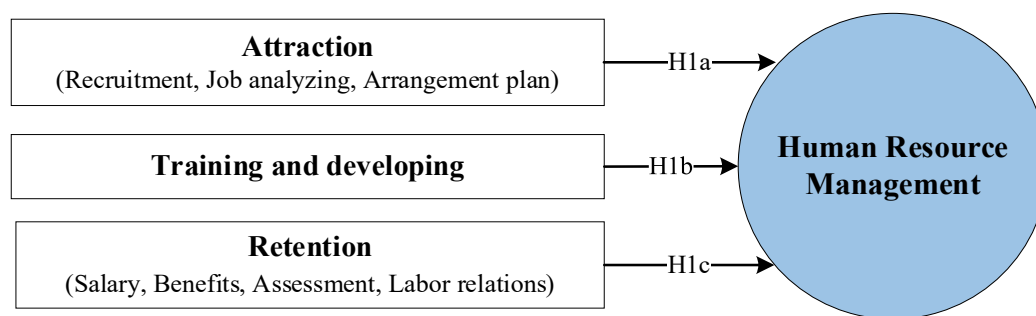 Attraction
(Recruitment, Job analyzing, Arrangement plan)
H1a
Training and developing
H1b
Human Resource
Management
Retention
(Salary, Benefits, Assessment, Labor relations)
H1c